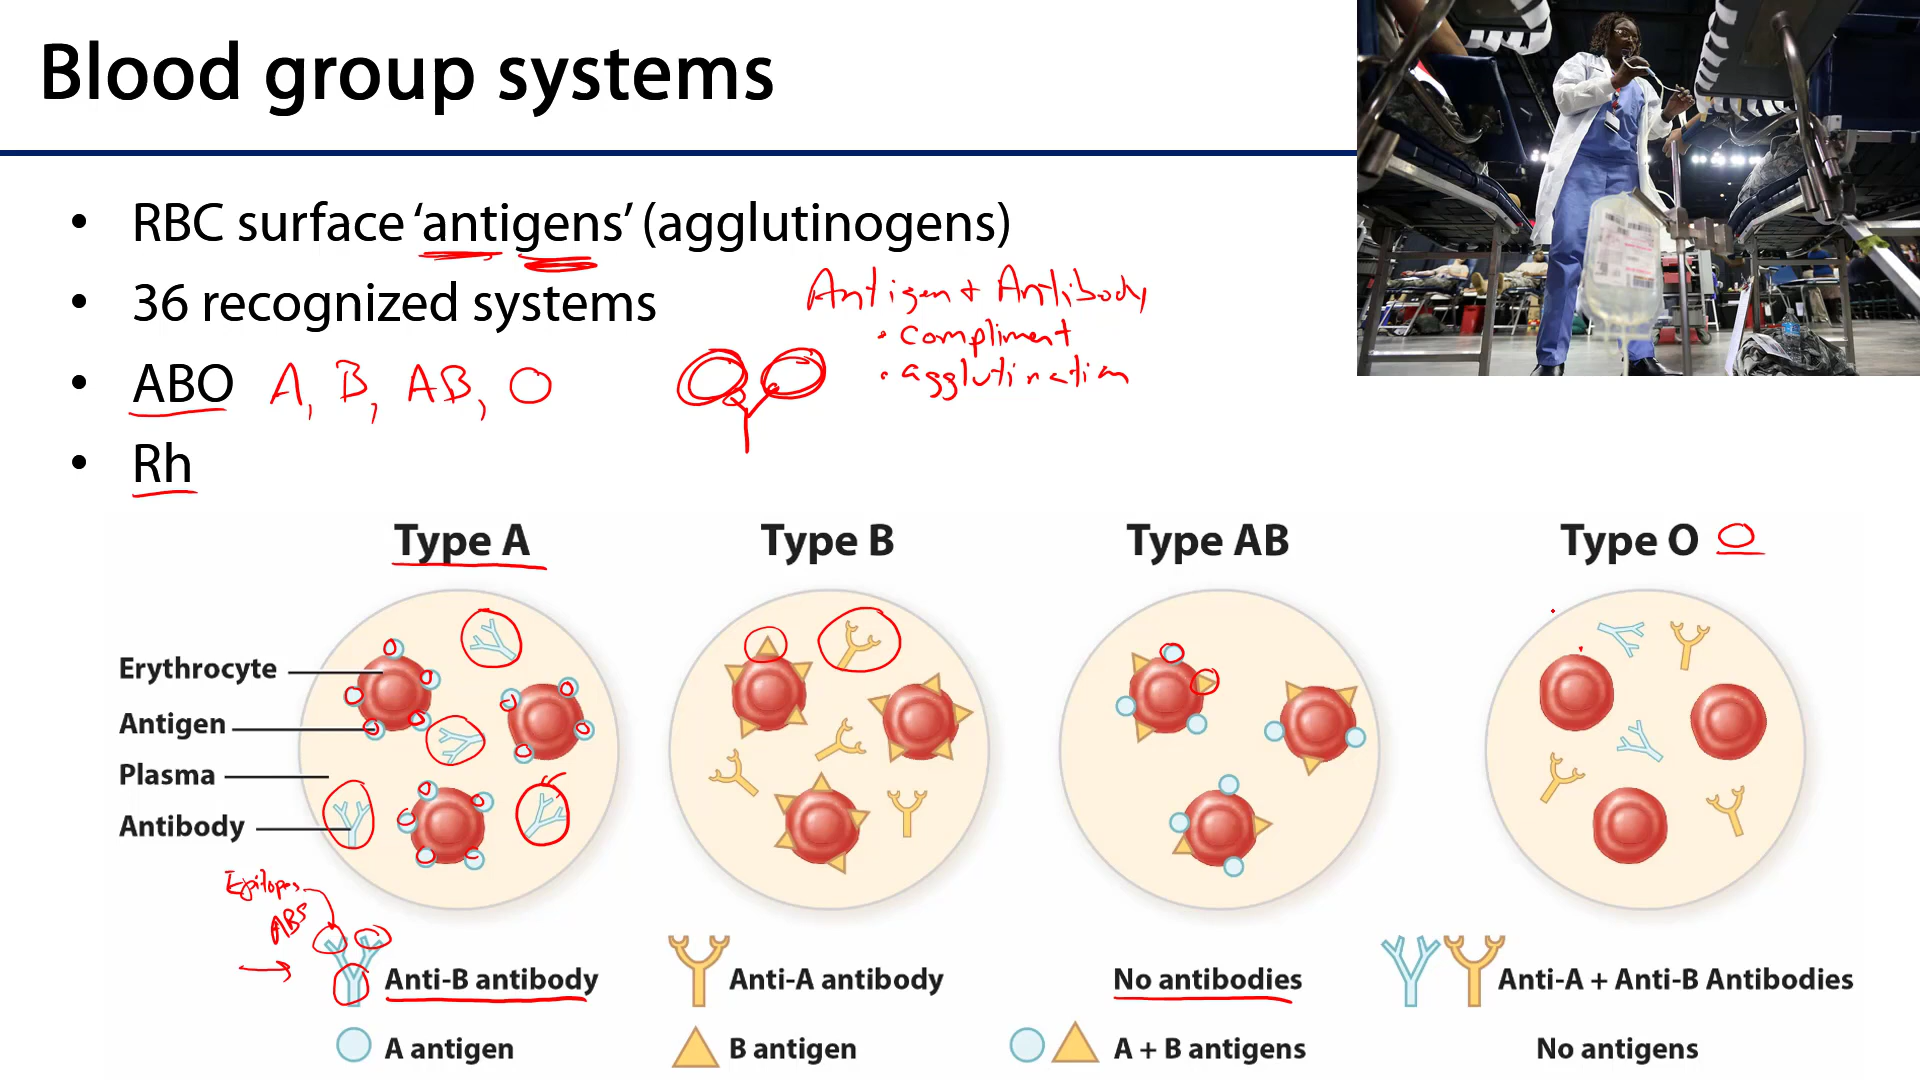 Blood group systems
• RBC surface ‘antigens’ (agglutinogens)
• 36 recognized systems
Antigen + Antibody
• compliment
• agglutination
• ABO A, B, AB, O
• Rh
Type A
Type B
Type AB
Type O O
Erythrocyte
Antigen
Plasma
Antibody
Epitopes
ABS
Anti-B antibody
Anti-A antibody
No antibodies
Anti-A + Anti-B Antibodies
A antigen
B antigen
A + B antigens
No antigens